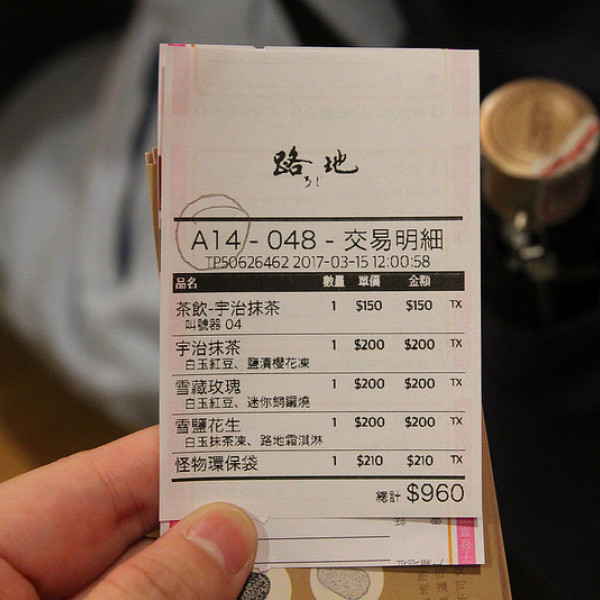 路地
ろじ
A14 - 048 - 交易明細
TP50626462 2017-03-15 12:00:58
品名 數量 單價 金額
茶飲-宇治抹茶 1 $150 $150 TX
叫號器 04
宇治抹茶 1 $200 $200 TX
白玉紅豆、鹽漬櫻花凍
雪藏玫瑰 1 $200 $200 TX
白玉紅豆、迷你銅鑼燒
雪鹽花生 1 $200 $200 TX
白玉抹茶凍、路地霜淇淋
怪物環保袋 1 $210 $210 TX
總計 $960